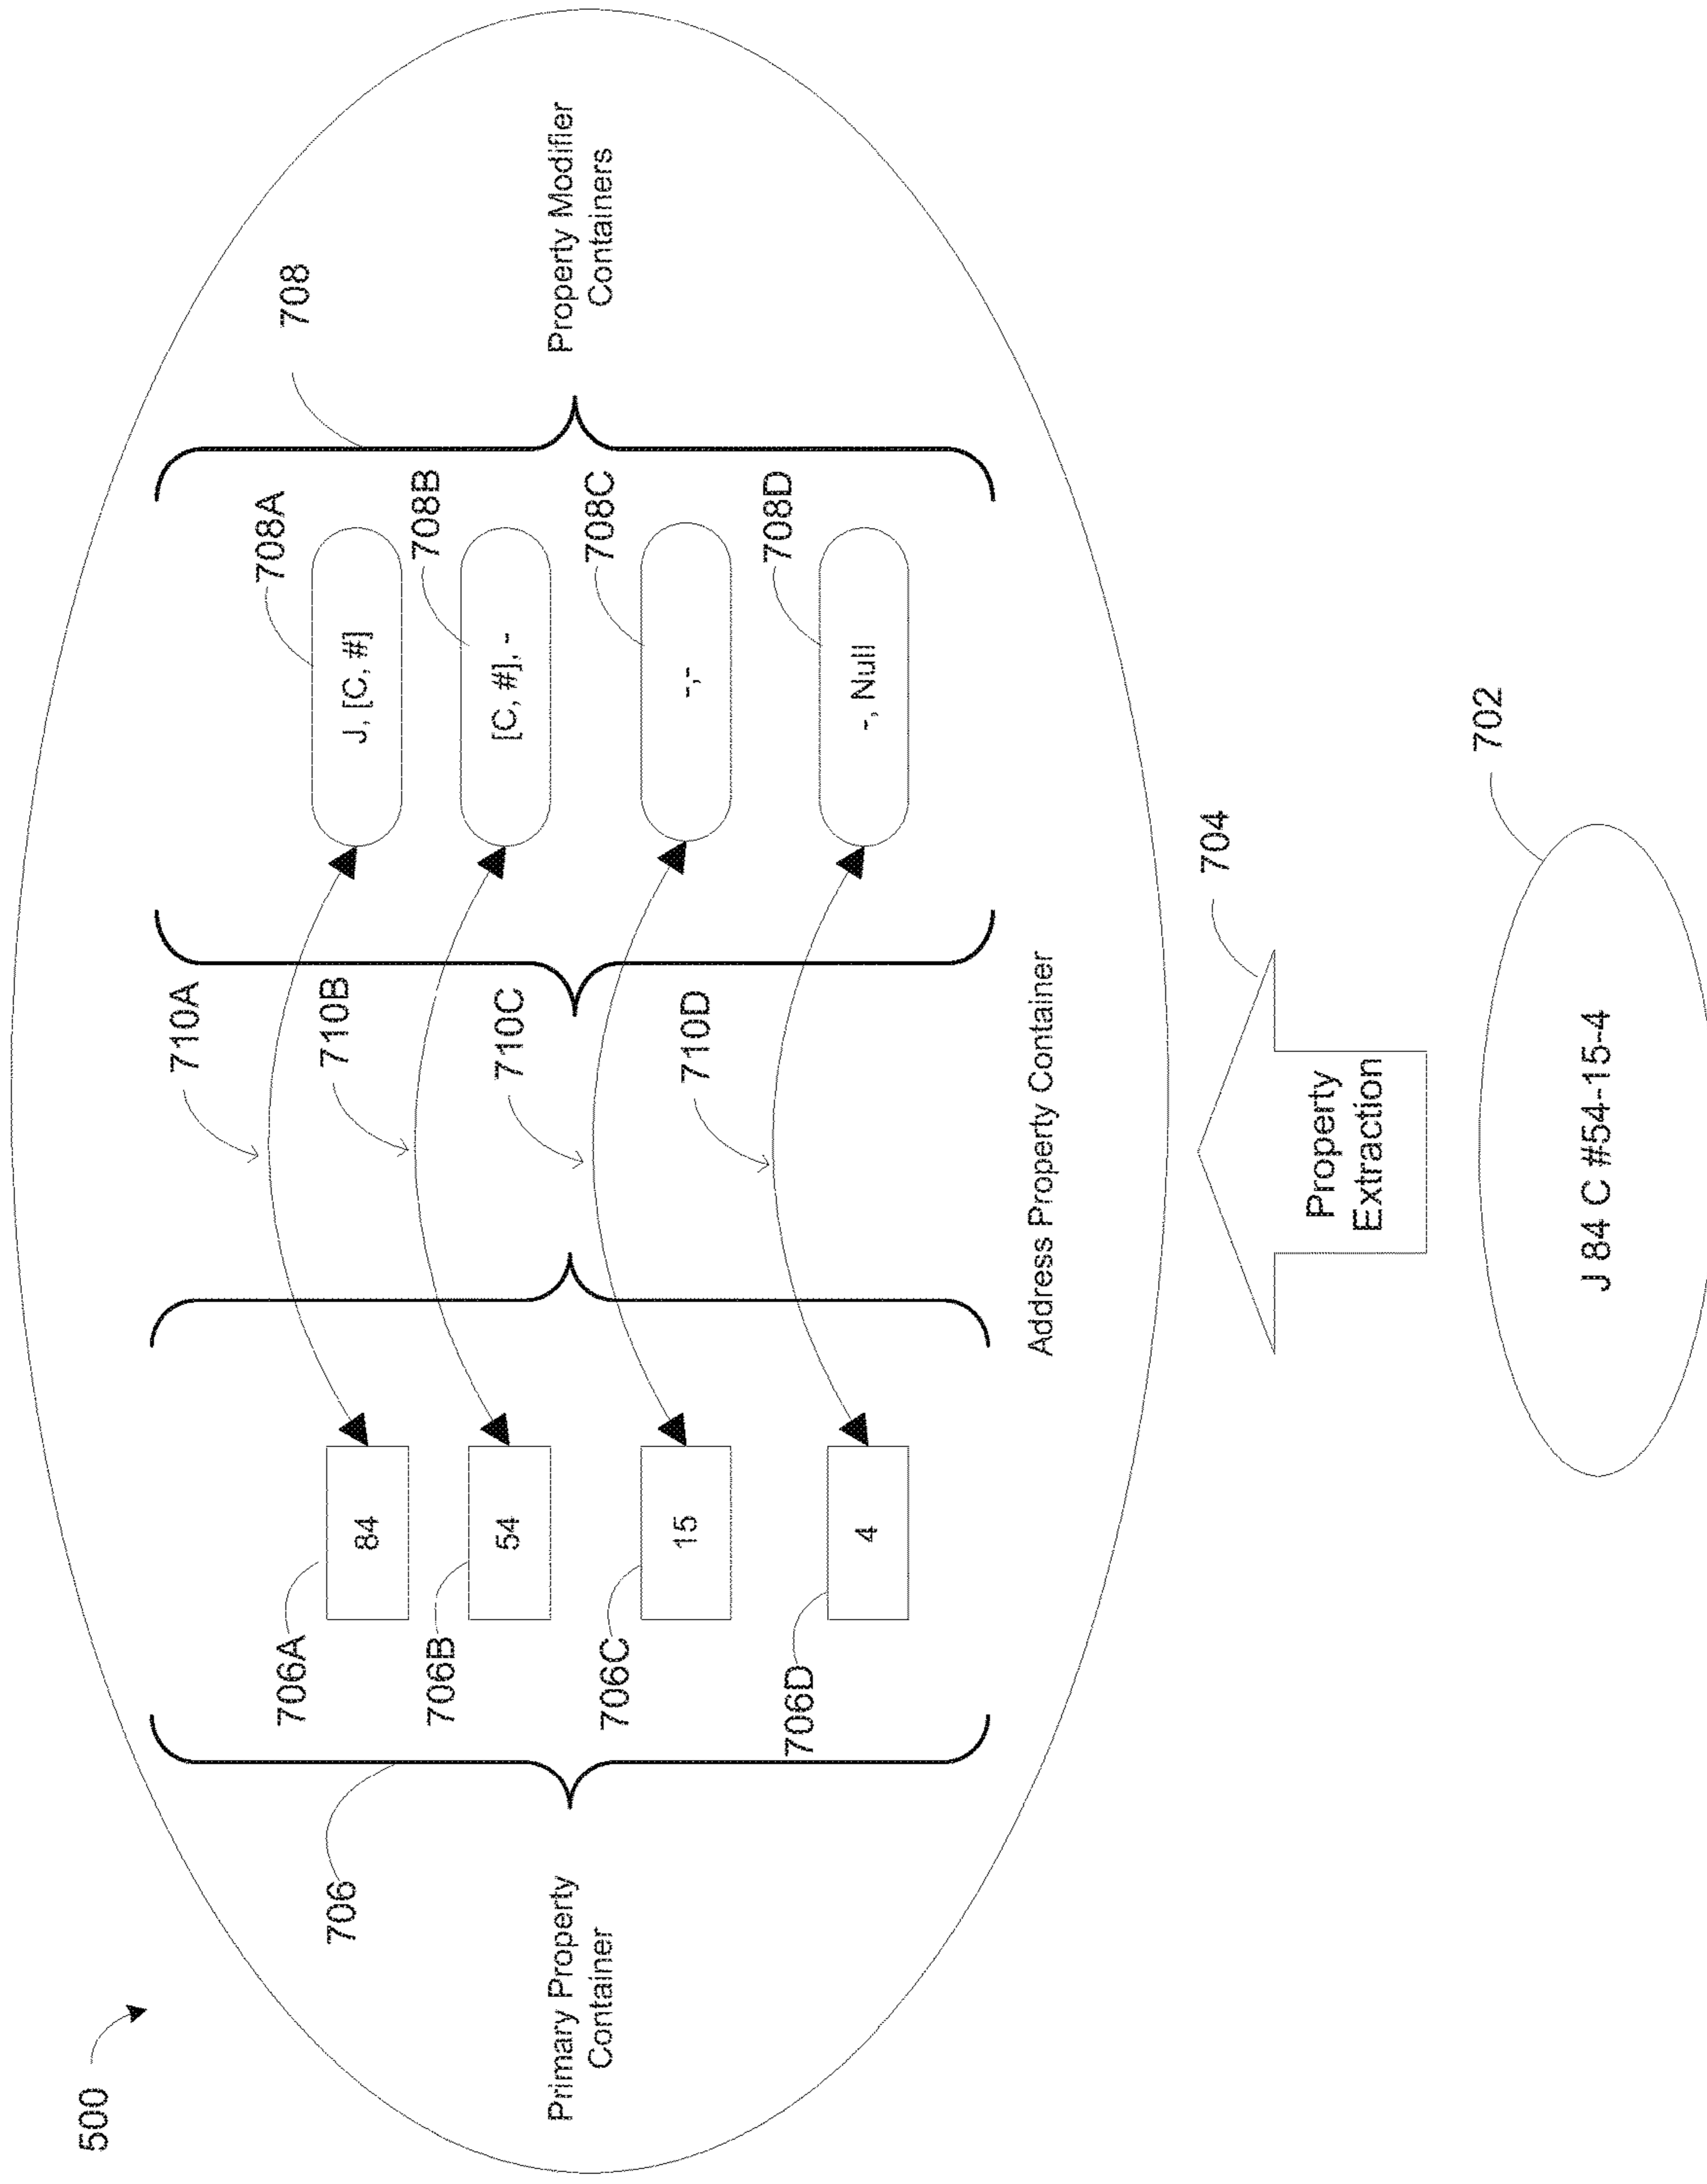 500
706
708
Primary Property
Container
Property Modifier
Containers
706A
84
710A
708A
J, [C, #]
706B
54
710B
708B
[C, #], -
706C
15
710C
708C
-,-
706D
4
710D
708D
-, Null
Address Property Container
704
Property
Extraction
702
J 84 C #54-15-4